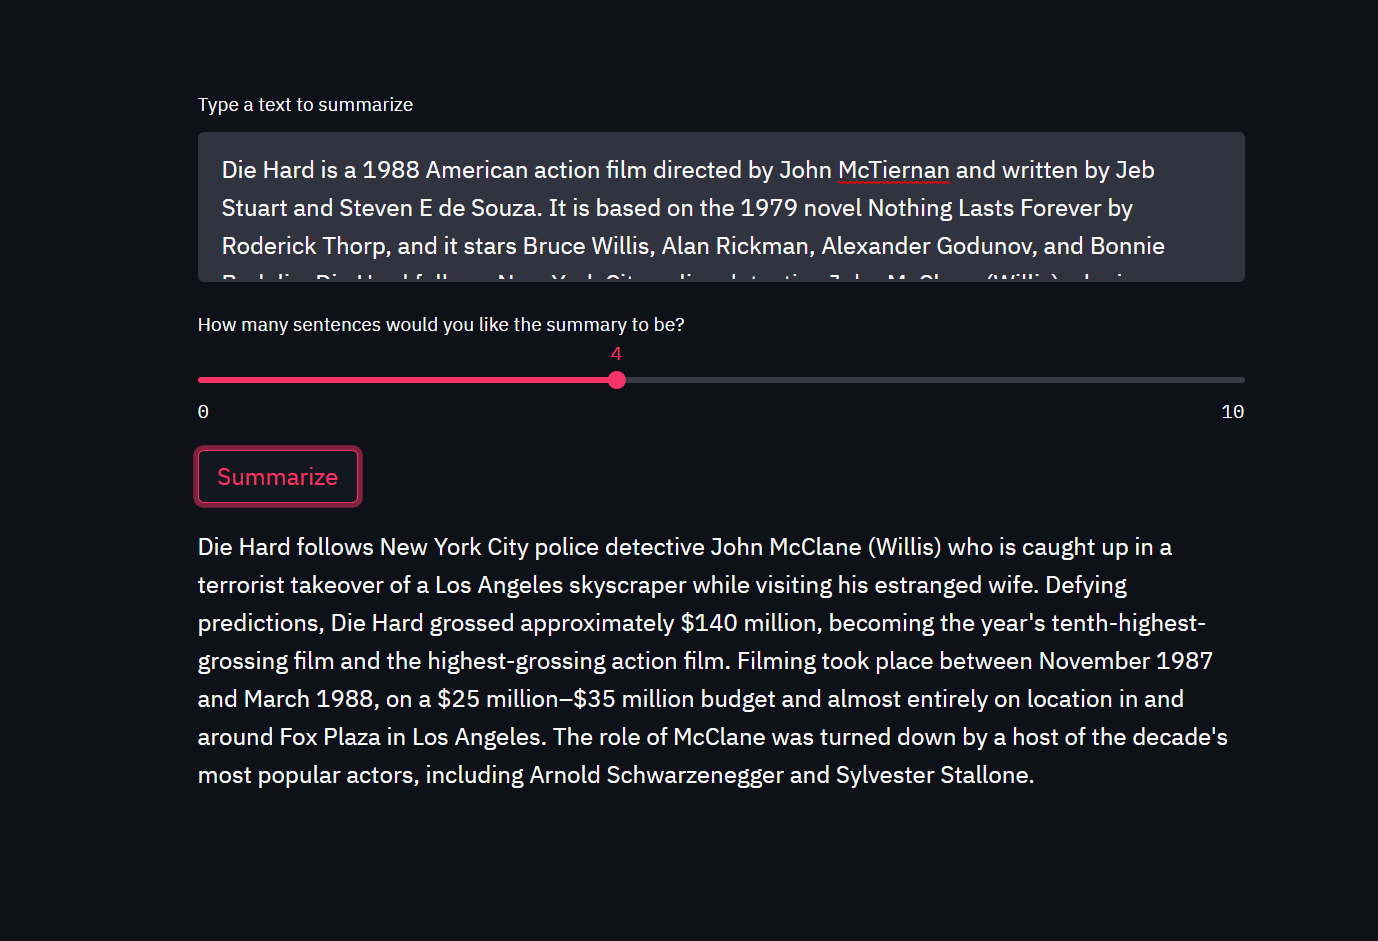 Type a text to summarize
Die Hard is a 1988 American action film directed by John McTiernan and written by Jeb
Stuart and Steven E de Souza. It is based on the 1979 novel Nothing Lasts Forever by
Roderick Thorp, and it stars Bruce Willis, Alan Rickman, Alexander Godunov, and Bonnie
How many sentences would you like the summary to be?
4
0 10
Summarize
Die Hard follows New York City police detective John McClane (Willis) who is caught up in a
terrorist takeover of a Los Angeles skyscraper while visiting his estranged wife. Defying
predictions, Die Hard grossed approximately $140 million, becoming the year's tenth-highest-
grossing film and the highest-grossing action film. Filming took place between November 1987
and March 1988, on a $25 million–$35 million budget and almost entirely on location in and
around Fox Plaza in Los Angeles. The role of McClane was turned down by a host of the decade's
most popular actors, including Arnold Schwarzenegger and Sylvester Stallone.